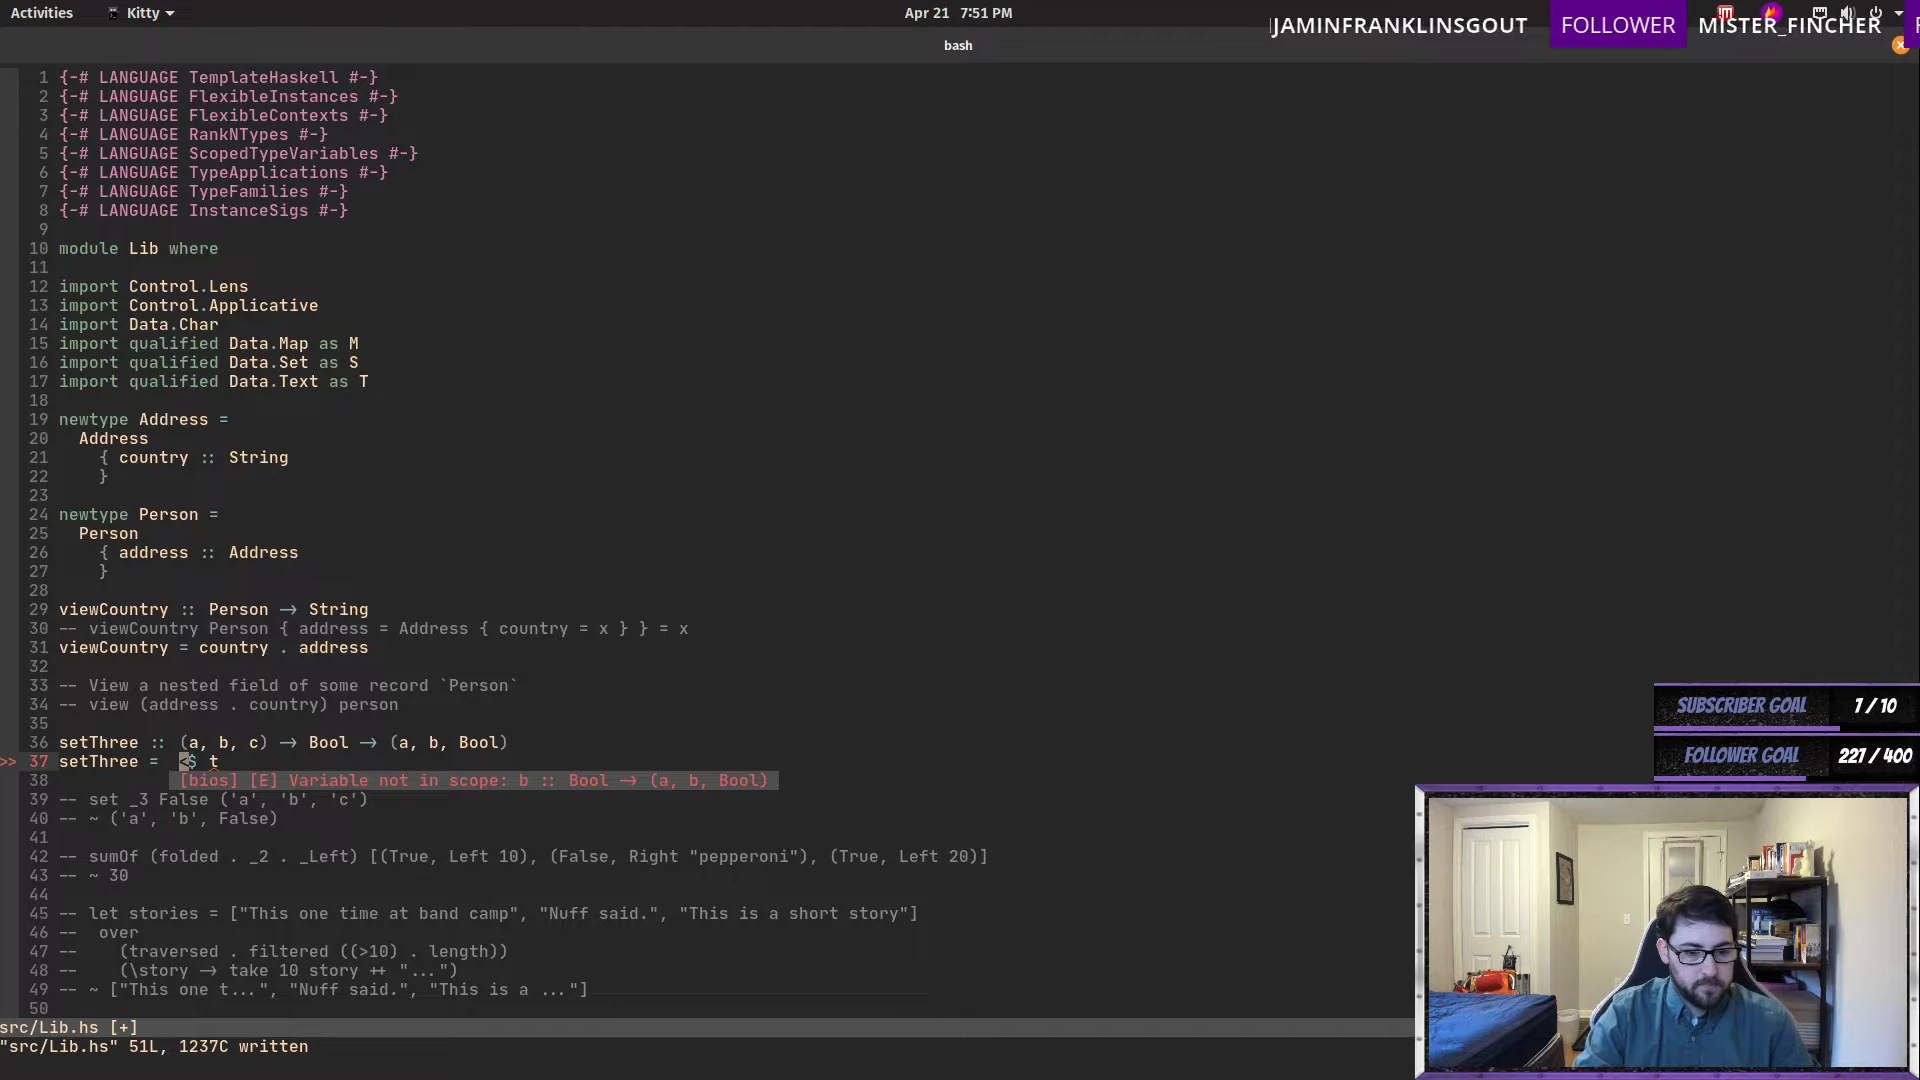 Activities
Kitty
Apr 21 7:51 PM
JAMINFRANKLINSGOUT
FOLLOWER
MISTER_FINCHER
bash
1 {-# LANGUAGE TemplateHaskell #-}
2 {-# LANGUAGE FlexibleInstances #-}
3 {-# LANGUAGE FlexibleContexts #-}
4 {-# LANGUAGE RankNTypes #-}
5 {-# LANGUAGE ScopedTypeVariables #-}
6 {-# LANGUAGE TypeApplications #-}
7 {-# LANGUAGE TypeFamilies #-}
8 {-# LANGUAGE InstanceSigs #-}
9
10 module Lib where
11
12 import Control.Lens
13 import Control.Applicative
14 import Data.Char
15 import qualified Data.Map as M
16 import qualified Data.Set as S
17 import qualified Data.Text as T
18
19 newtype Address =
20   Address
21     { country :: String
22     }
23
24 newtype Person =
25   Person
26     { address :: Address
27     }
28
29 viewCountry :: Person -> String
30 -- viewCountry Person { address = Address { country = x } } = x
31 viewCountry = country . address
32
33 -- View a nested field of some record `Person`
34 -- view (address . country) person
35
36 setThree :: (a, b, c) -> Bool -> (a, b, Bool)
>> 37 setThree =  <$ t
38 [bios] [E] Variable not in scope: b :: Bool -> (a, b, Bool)
39 -- set _3 False ('a', 'b', 'c')
40 -- ~ ('a', 'b', False)
41
42 -- sumOf (folded . _2 . _Left) [(True, Left 10), (False, Right "pepperoni"), (True, Left 20)]
43 -- ~ 30
44
45 -- let stories = ["This one time at band camp", "Nuff said.", "This is a short story"]
46 --  over
47 --    (traversed . filtered ((>10) . length))
48 --    (\story -> take 10 story ++ "...")
49 -- ~ ["This one t...", "Nuff said.", "This is a ..."]
50
src/Lib.hs [+]
"src/Lib.hs" 51L, 1237C written
SUBSCRIBER GOAL 7 / 10
FOLLOWER GOAL 227 / 400